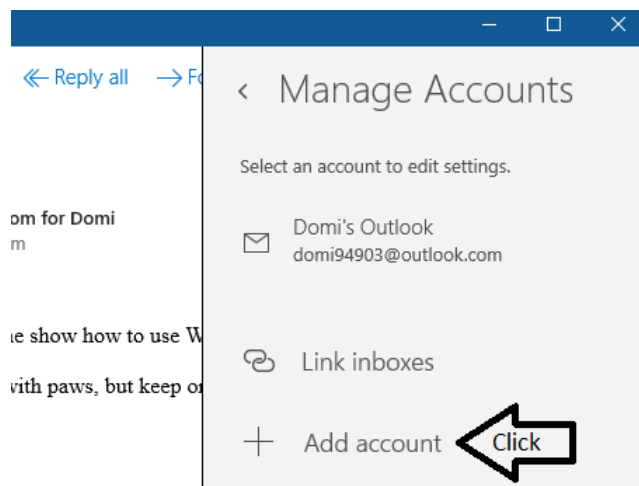 Reply all
Manage Accounts
Select an account to edit settings.
om for Domi
m
Domi's Outlook
domi94903@outlook.com
e show how to use W
with paws, but keep o
Link inboxes
Add account
Click